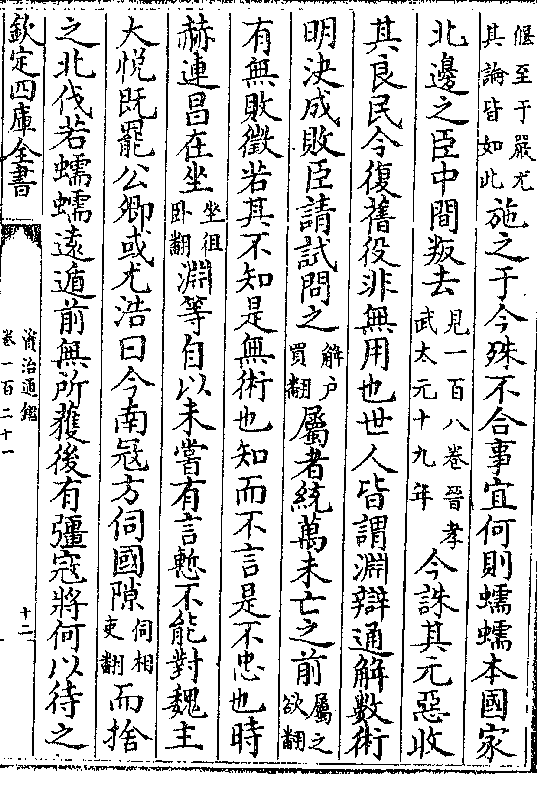 偃至于嚴尤其論皆如此施之于今殊不合事宜何則蠕蠕本國家
北邊之臣中間叛去見一百八卷晉孝武太元十九年今誅其元惡收
其良民令復舊役非無用也世人皆謂淵辯通解數術
明決成敗臣請試問之解戶買翻屬者統萬未亡之前屬之欲翻
有無敗徵若其不知是無術也知而不言是不忠也時
赫連昌在坐坐徂卧翻淵等自以未嘗有言慙不能對魏主
大悅既罷公卿或尤浩曰今南寇方伺國隙伺相吏翻而捨
之北伐若蠕蠕遠遁前無所獲後有彊寇將何以待之
欽定四庫全書
資治通鑑
卷一百二十一
十二